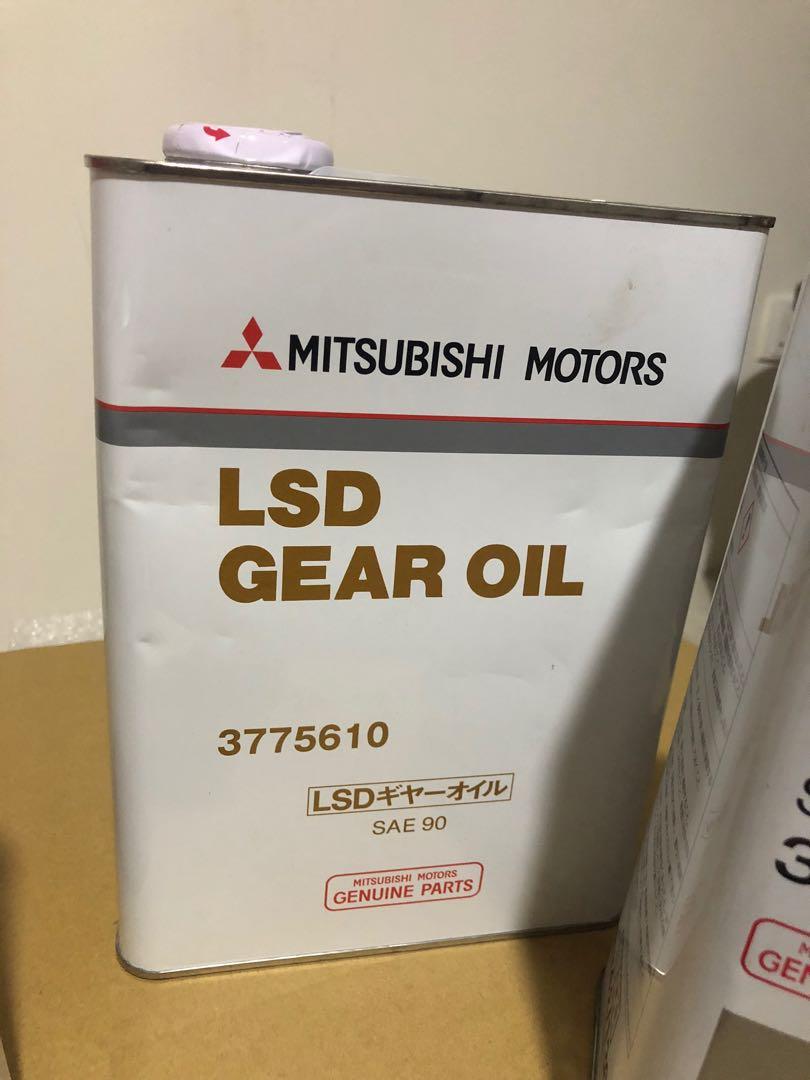 MITSUBISHI MOTORS
LSD
GEAR OIL
3775610
LSDギヤーオイル
SAE 90
MITSUBISHI MOTORS
GENUINE PARTS